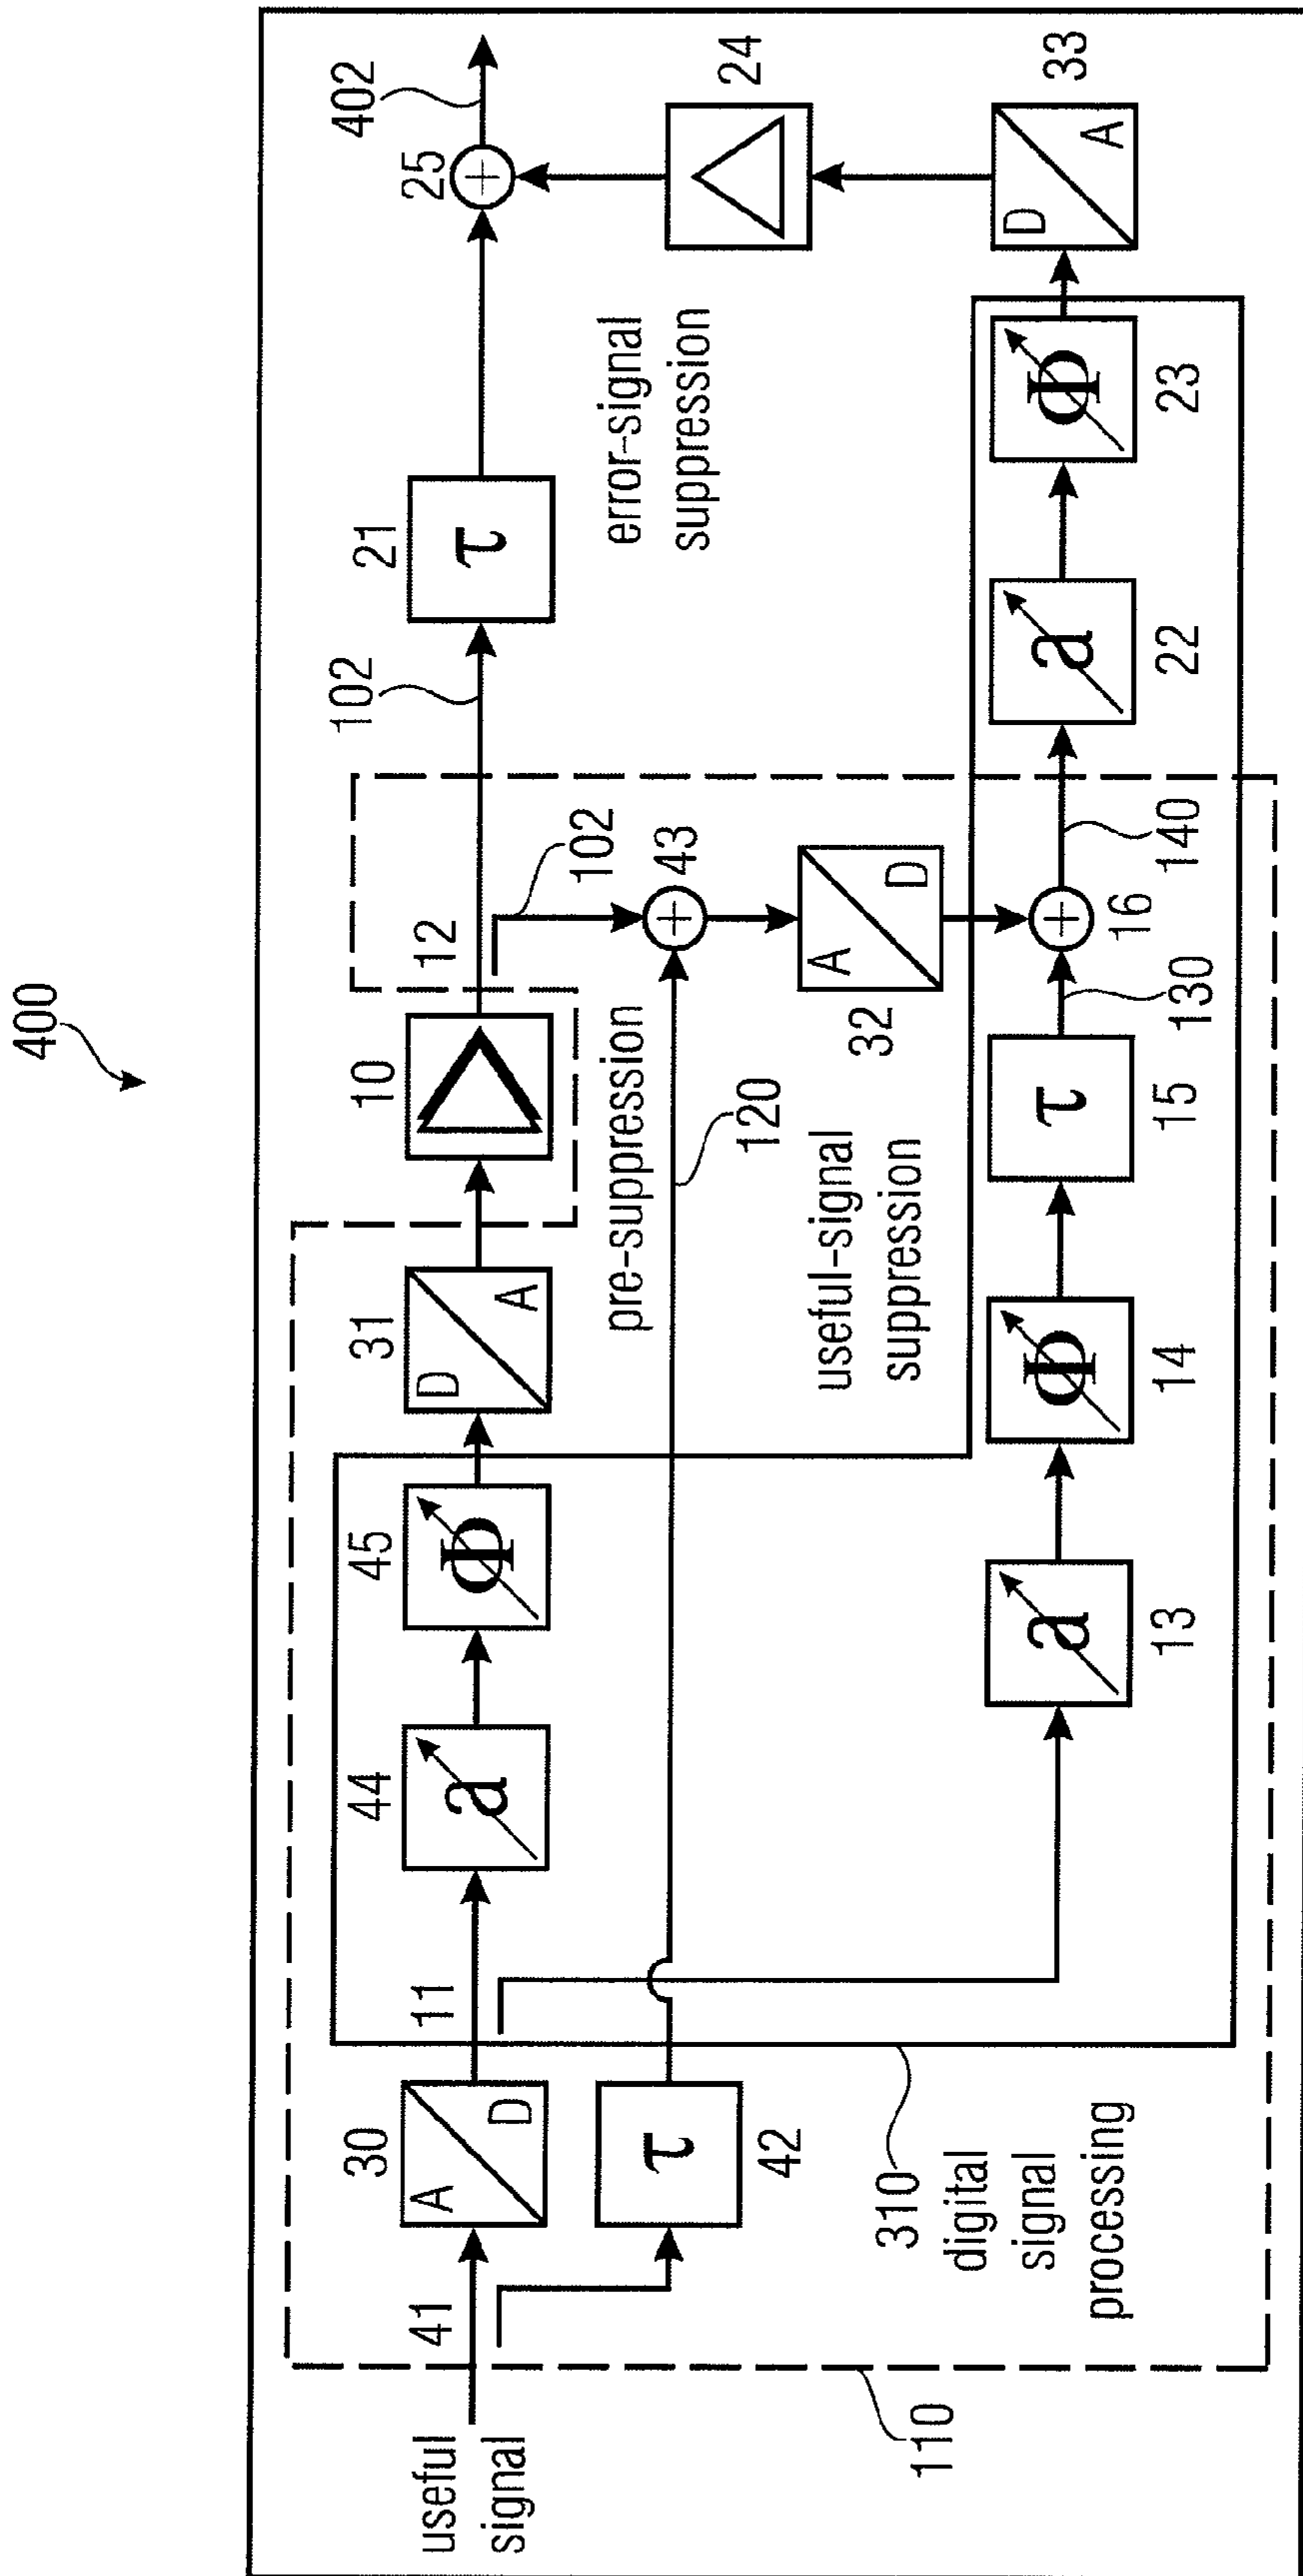 400
useful
signal
41
30
A
D
11
44
a
45
Φ
31
D
A
10
12
102
21
τ
25
402
42
τ
pre-suppression
120
102
43
error-signal
suppression
24
useful-signal
suppression
32
A
D
310
digital
signal
processing
13
a
14
Φ
15
τ
130
16
140
22
a
23
Φ
33
D
A
110
+
+
+